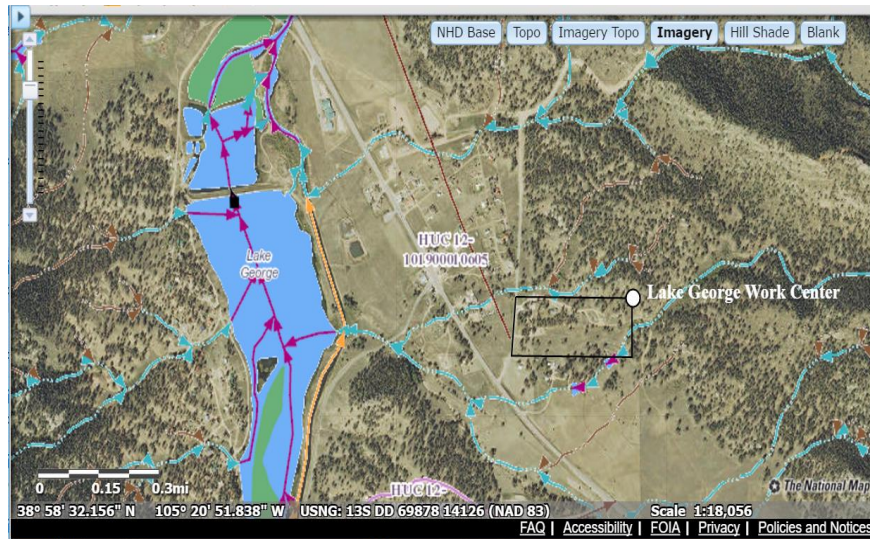 NHD Base Topo Imagery Topo Imagery Hill Shade Blank
HUC 12-
101900010605
Lake
George
Lake George Work Center
HUC 12-
0 0.15 0.3mi
The National Map
38° 58' 32.156" N 105° 20' 51.838" W USNG: 13S DD 69878 14126 (NAD 83) Scale 1:18,056
FAQ | Accessibility | FOIA | Privacy | Policies and Notices